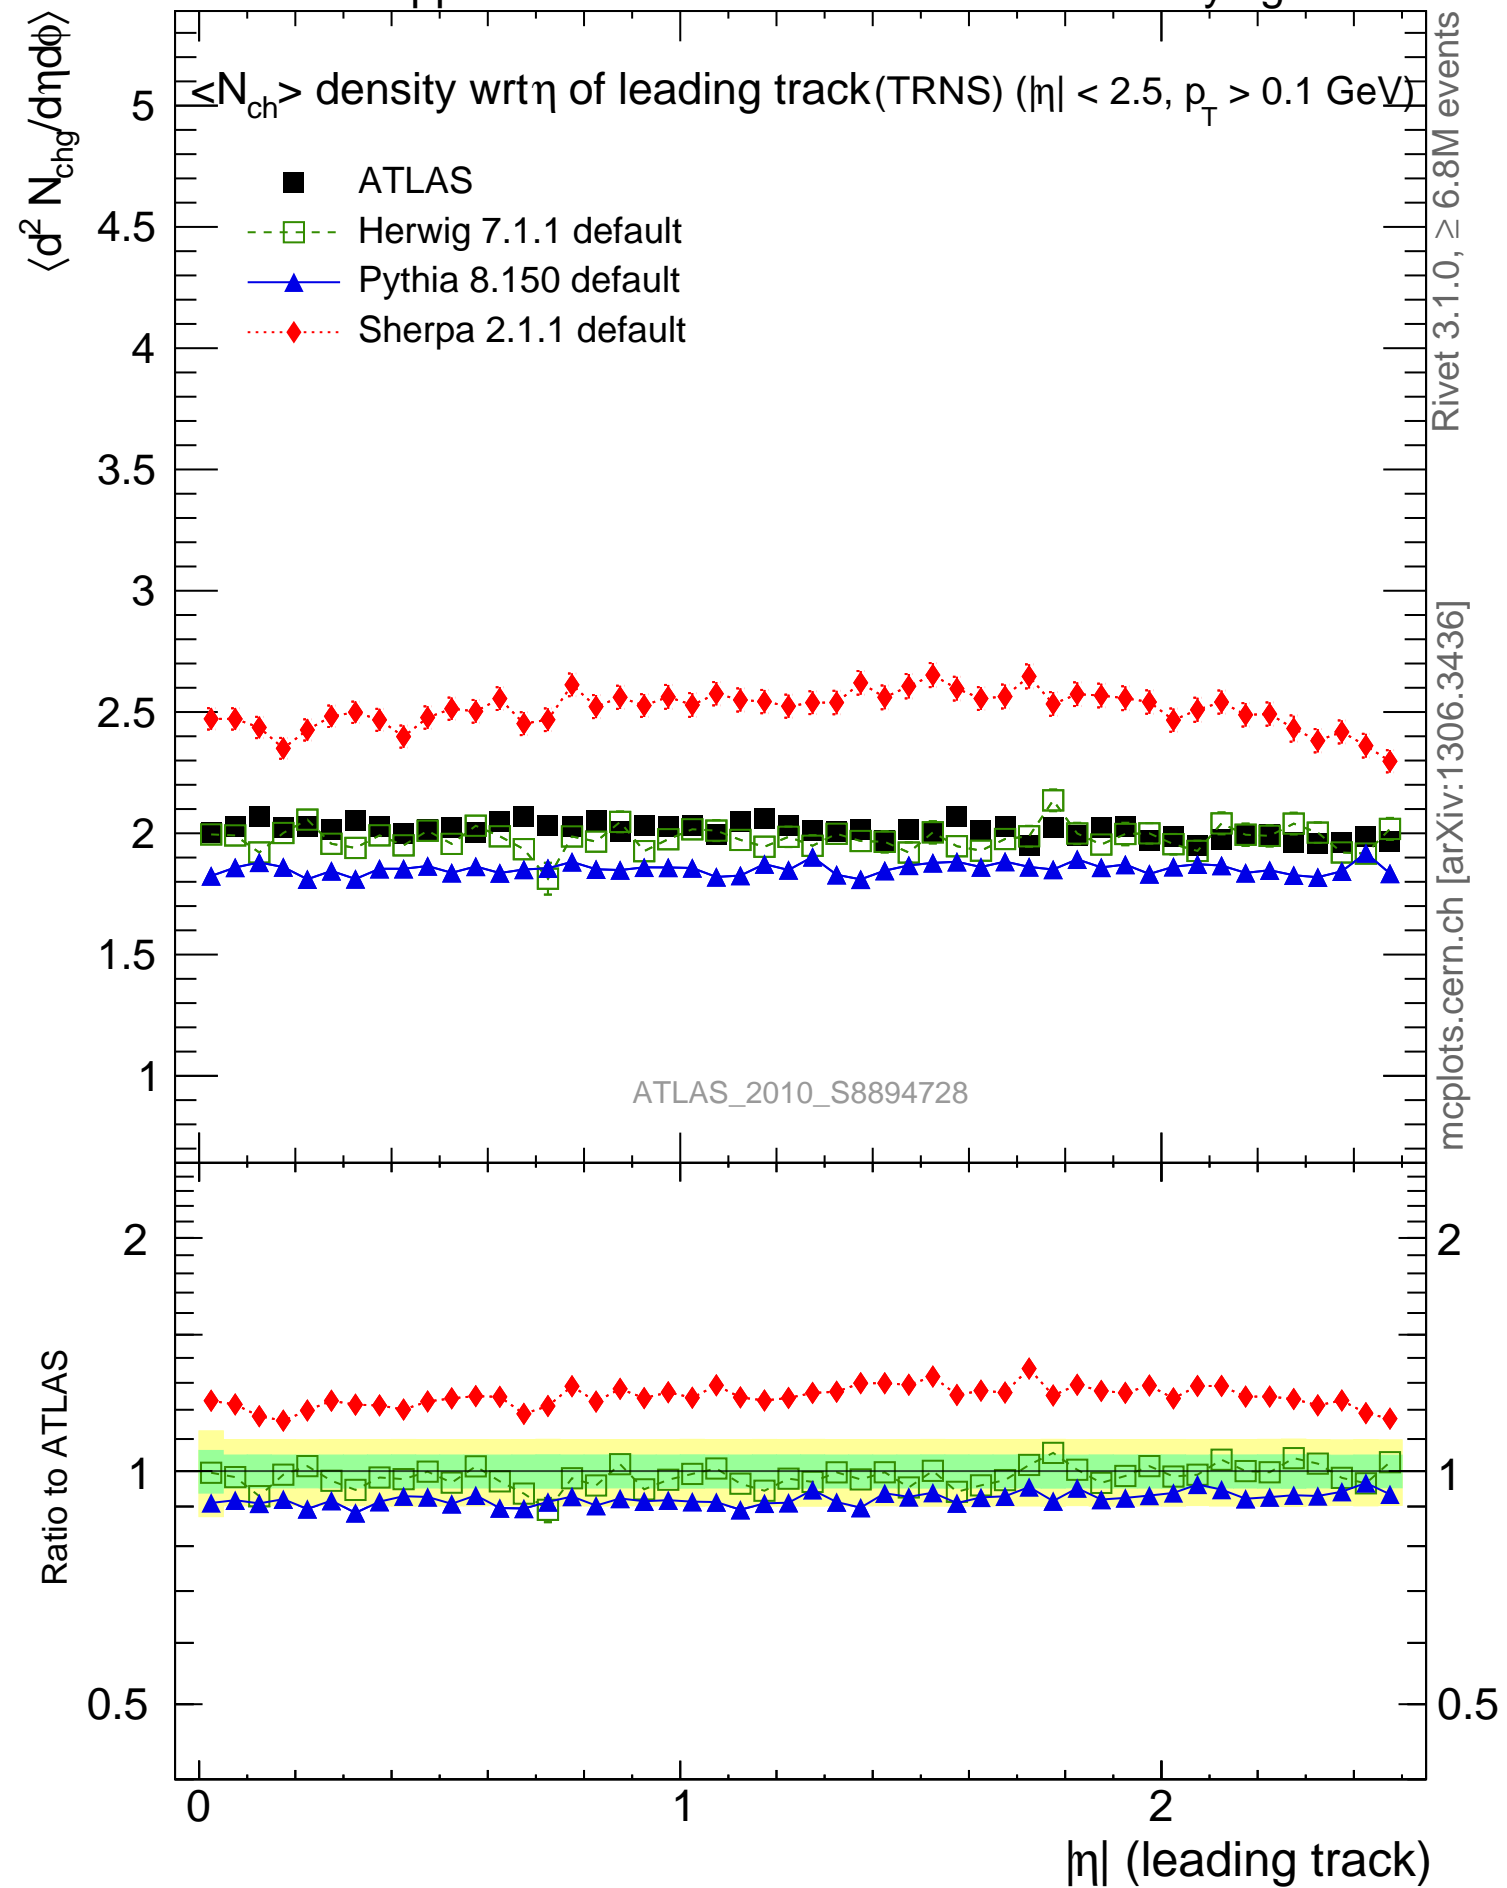 <N_ch> density wrt η of leading track (TRNS) (|η| < 2.5, p_T > 0.1 GeV)
⟨d² N_chg/dηdϕ⟩
ATLAS
Herwig 7.1.1 default
Pythia 8.150 default
Sherpa 2.1.1 default
5
4.5
4
3.5
3
2.5
2
1.5
1
ATLAS_2010_S8894728
Rivet 3.1.0, ≥ 6.8M events
mcplots.cern.ch [arXiv:1306.3436]
Ratio to ATLAS
2
1
0.5
2
1
0.5
0
1
2
|η| (leading track)